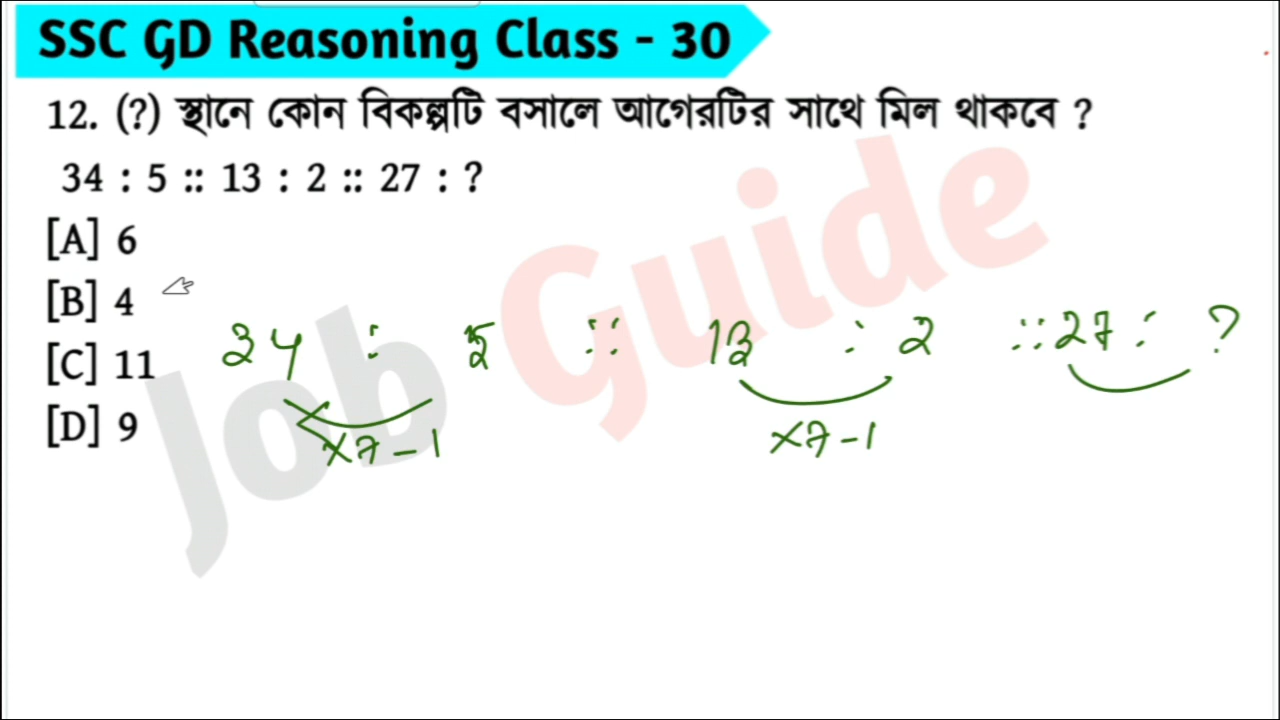 SSC GD Reasoning Class - 30
12. (?) স্থানে কোন বিকল্পটি বসালে আগেরটির সাথে মিল থাকবে ?
34 : 5 :: 13 : 2 :: 27 : ?
[A] 6
[B] 4
[C] 11
[D] 9
34 : 5 :: 13 : 2 :: 27 : ?
×7-1 ×7-1
Job Guide